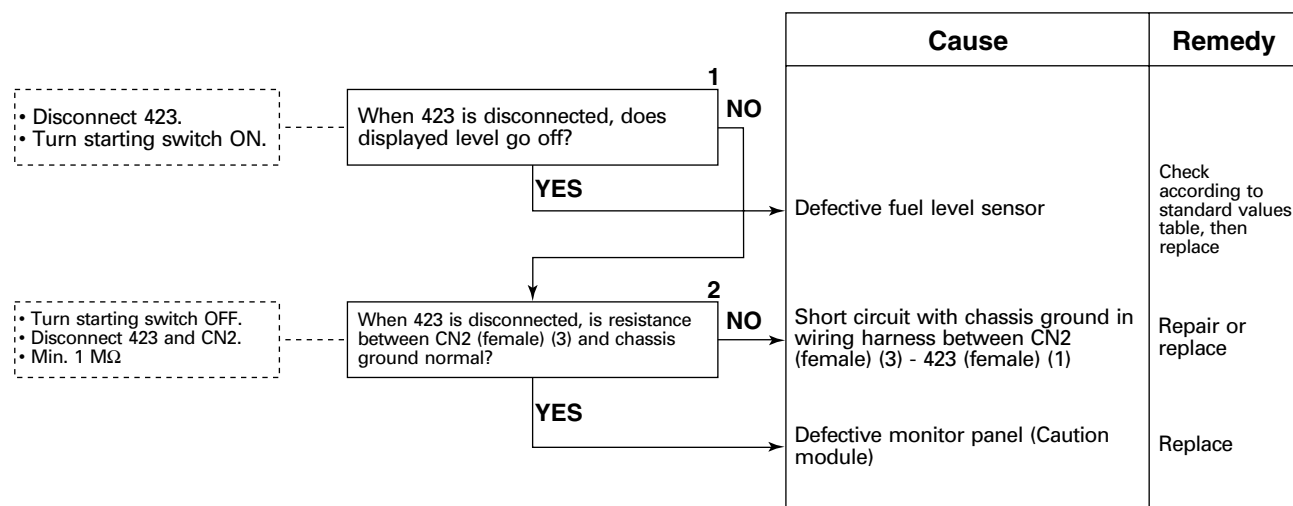 Cause
Remedy
• Disconnect 423.
• Turn starting switch ON.
1
When 423 is disconnected, does
displayed level go off?
NO
YES
Defective fuel level sensor
Check
according to
standard values
table, then
replace
• Turn starting switch OFF.
• Disconnect 423 and CN2.
• Min. 1 MΩ
2
When 423 is disconnected, is resistance
between CN2 (female) (3) and chassis
ground normal?
NO
Short circuit with chassis ground in
wiring harness between CN2
(female) (3) - 423 (female) (1)
Repair or
replace
YES
Defective monitor panel (Caution
module)
Replace